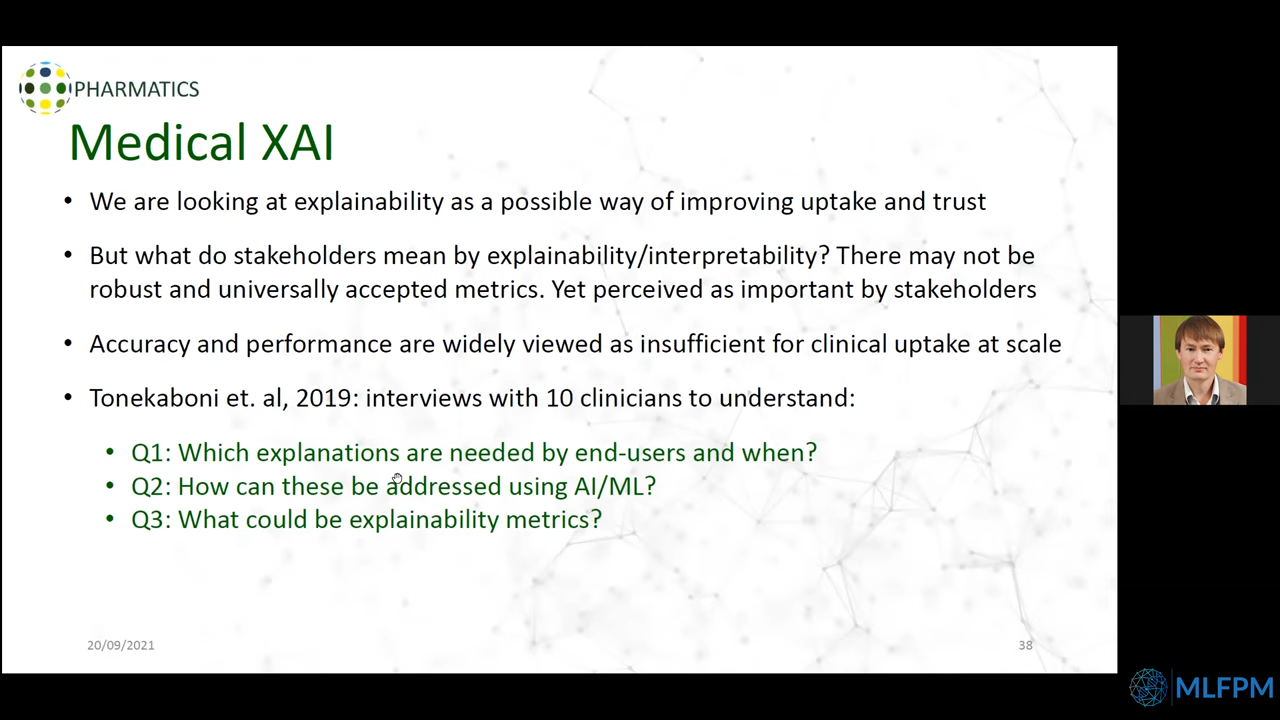 PHARMATICS
Medical XAI
• We are looking at explainability as a possible way of improving uptake and trust
• But what do stakeholders mean by explainability/interpretability? There may not be
robust and universally accepted metrics. Yet perceived as important by stakeholders
• Accuracy and performance are widely viewed as insufficient for clinical uptake at scale
• Tonekaboni et. al, 2019: interviews with 10 clinicians to understand:
• Q1: Which explanations are needed by end-users and when?
• Q2: How can these be addressed using AI/ML?
• Q3: What could be explainability metrics?
20/09/2021
38
MLFPM